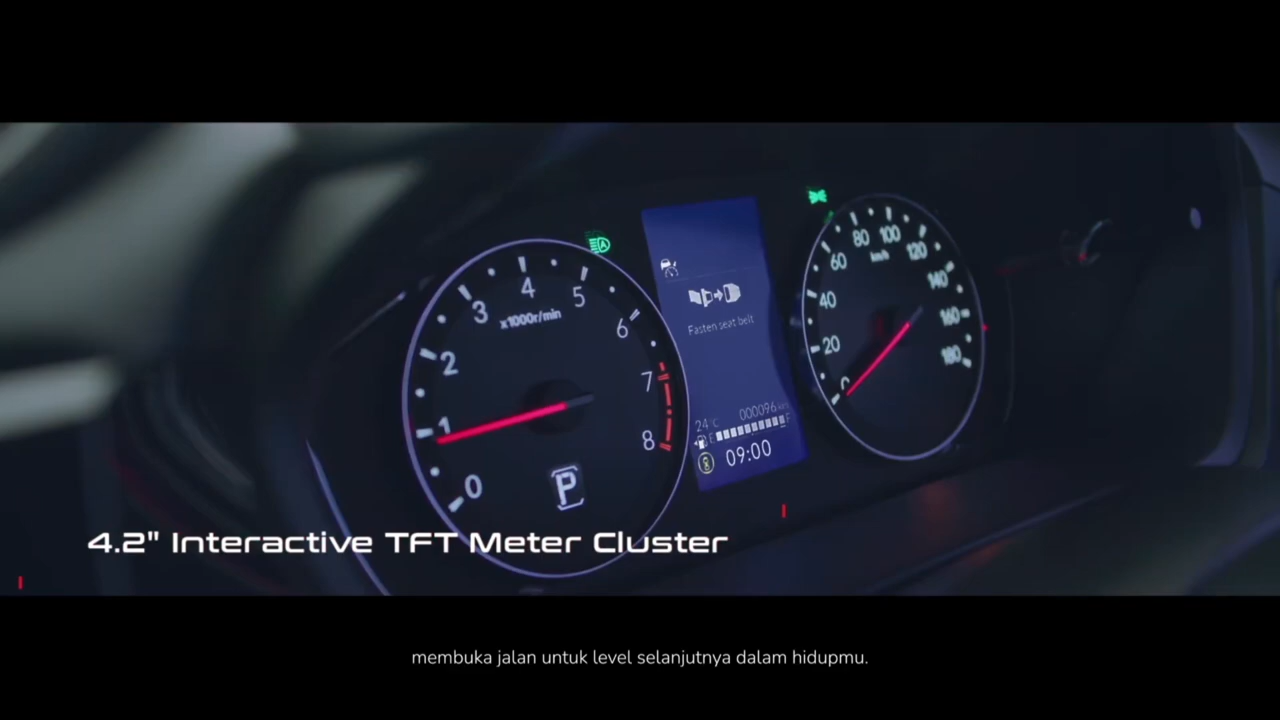 3
4
5
x1000r/min
6
2
7
1
8
0
P
Fasten seat belt
24°C
000096 km
E
F
09:00
80
100
km/h
60
120
140
40
160
20
180
0
4.2" Interactive TFT Meter Cluster
membuka jalan untuk level selanjutnya dalam hidupmu.